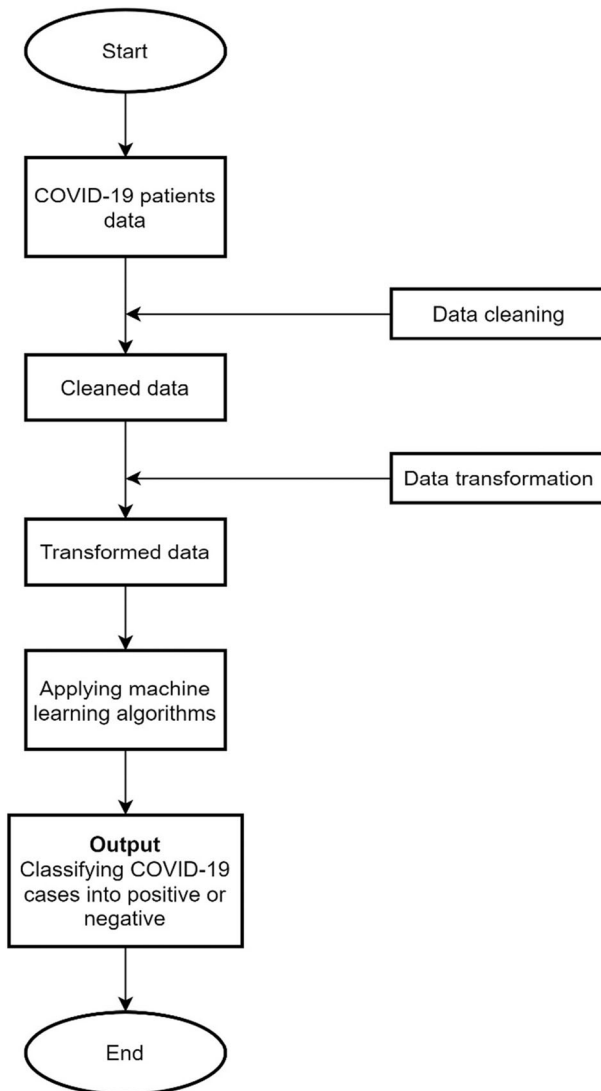 Start
COVID-19 patients
data
Data cleaning
Cleaned data
Data transformation
Transformed data
Applying machine
learning algorithms
Output
Classifying COVID-19
cases into positive or
negative
End